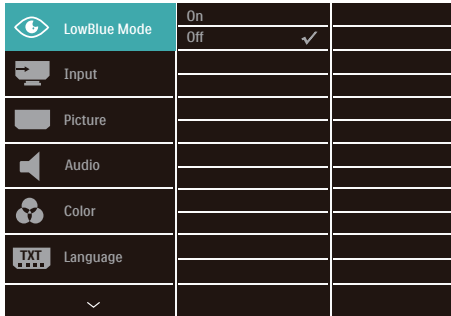 LowBlue Mode
On
Off
Input
Picture
Audio
Color
TXT
Language